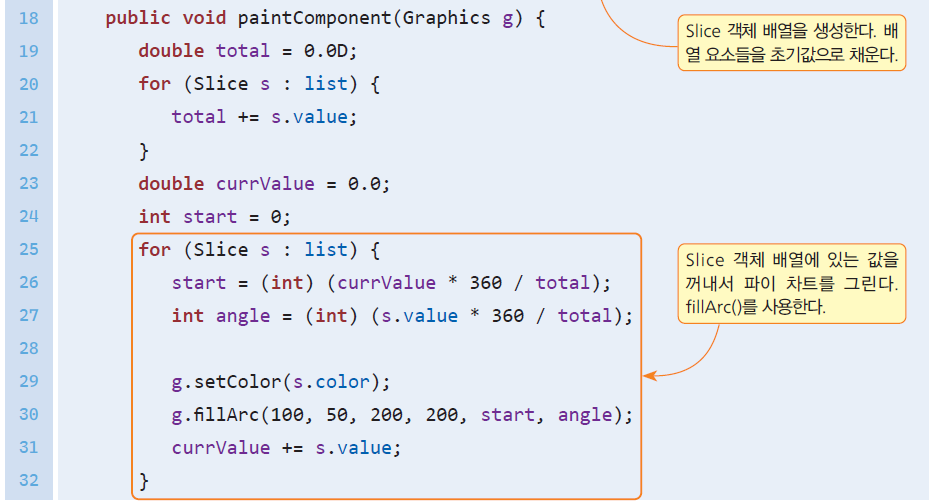 18 public void paintComponent(Graphics g) {
19 double total = 0.0D;
20 for (Slice s : list) {
21 total += s.value;
22 }
23 double currValue = 0.0;
24 int start = 0;
25 for (Slice s : list) {
26 start = (int) (currValue * 360 / total);
27 int angle = (int) (s.value * 360 / total);
28
29 g.setColor(s.color);
30 g.fillArc(100, 50, 200, 200, start, angle);
31 currValue += s.value;
32 }
Slice 객체 배열을 생성한다. 배
열 요소들을 초기값으로 채운다.
Slice 객체 배열에 있는 값을
꺼내서 파이 차트를 그린다.
fillArc()를 사용한다.